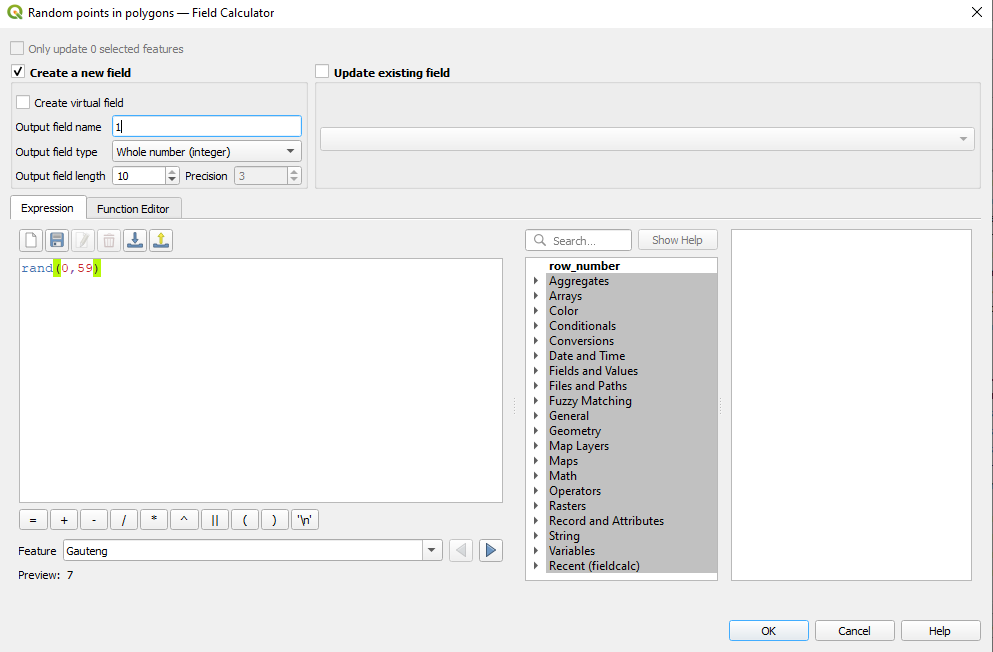 Random points in polygons — Field Calculator
Only update 0 selected features
Create a new field
Update existing field
Create virtual field
Output field name 1
Output field type Whole number (integer)
Output field length 10 Precision 3
Expression Function Editor
Search... Show Help
rand(0,59)
row_number
Aggregates
Arrays
Color
Conditionals
Conversions
Date and Time
Fields and Values
Files and Paths
Fuzzy Matching
General
Geometry
Map Layers
Maps
Math
Operators
Rasters
Record and Attributes
String
Variables
Recent (fieldcalc)
= + - / * ^ || ( ) '\n'
Feature Gauteng
Preview: 7
OK Cancel Help